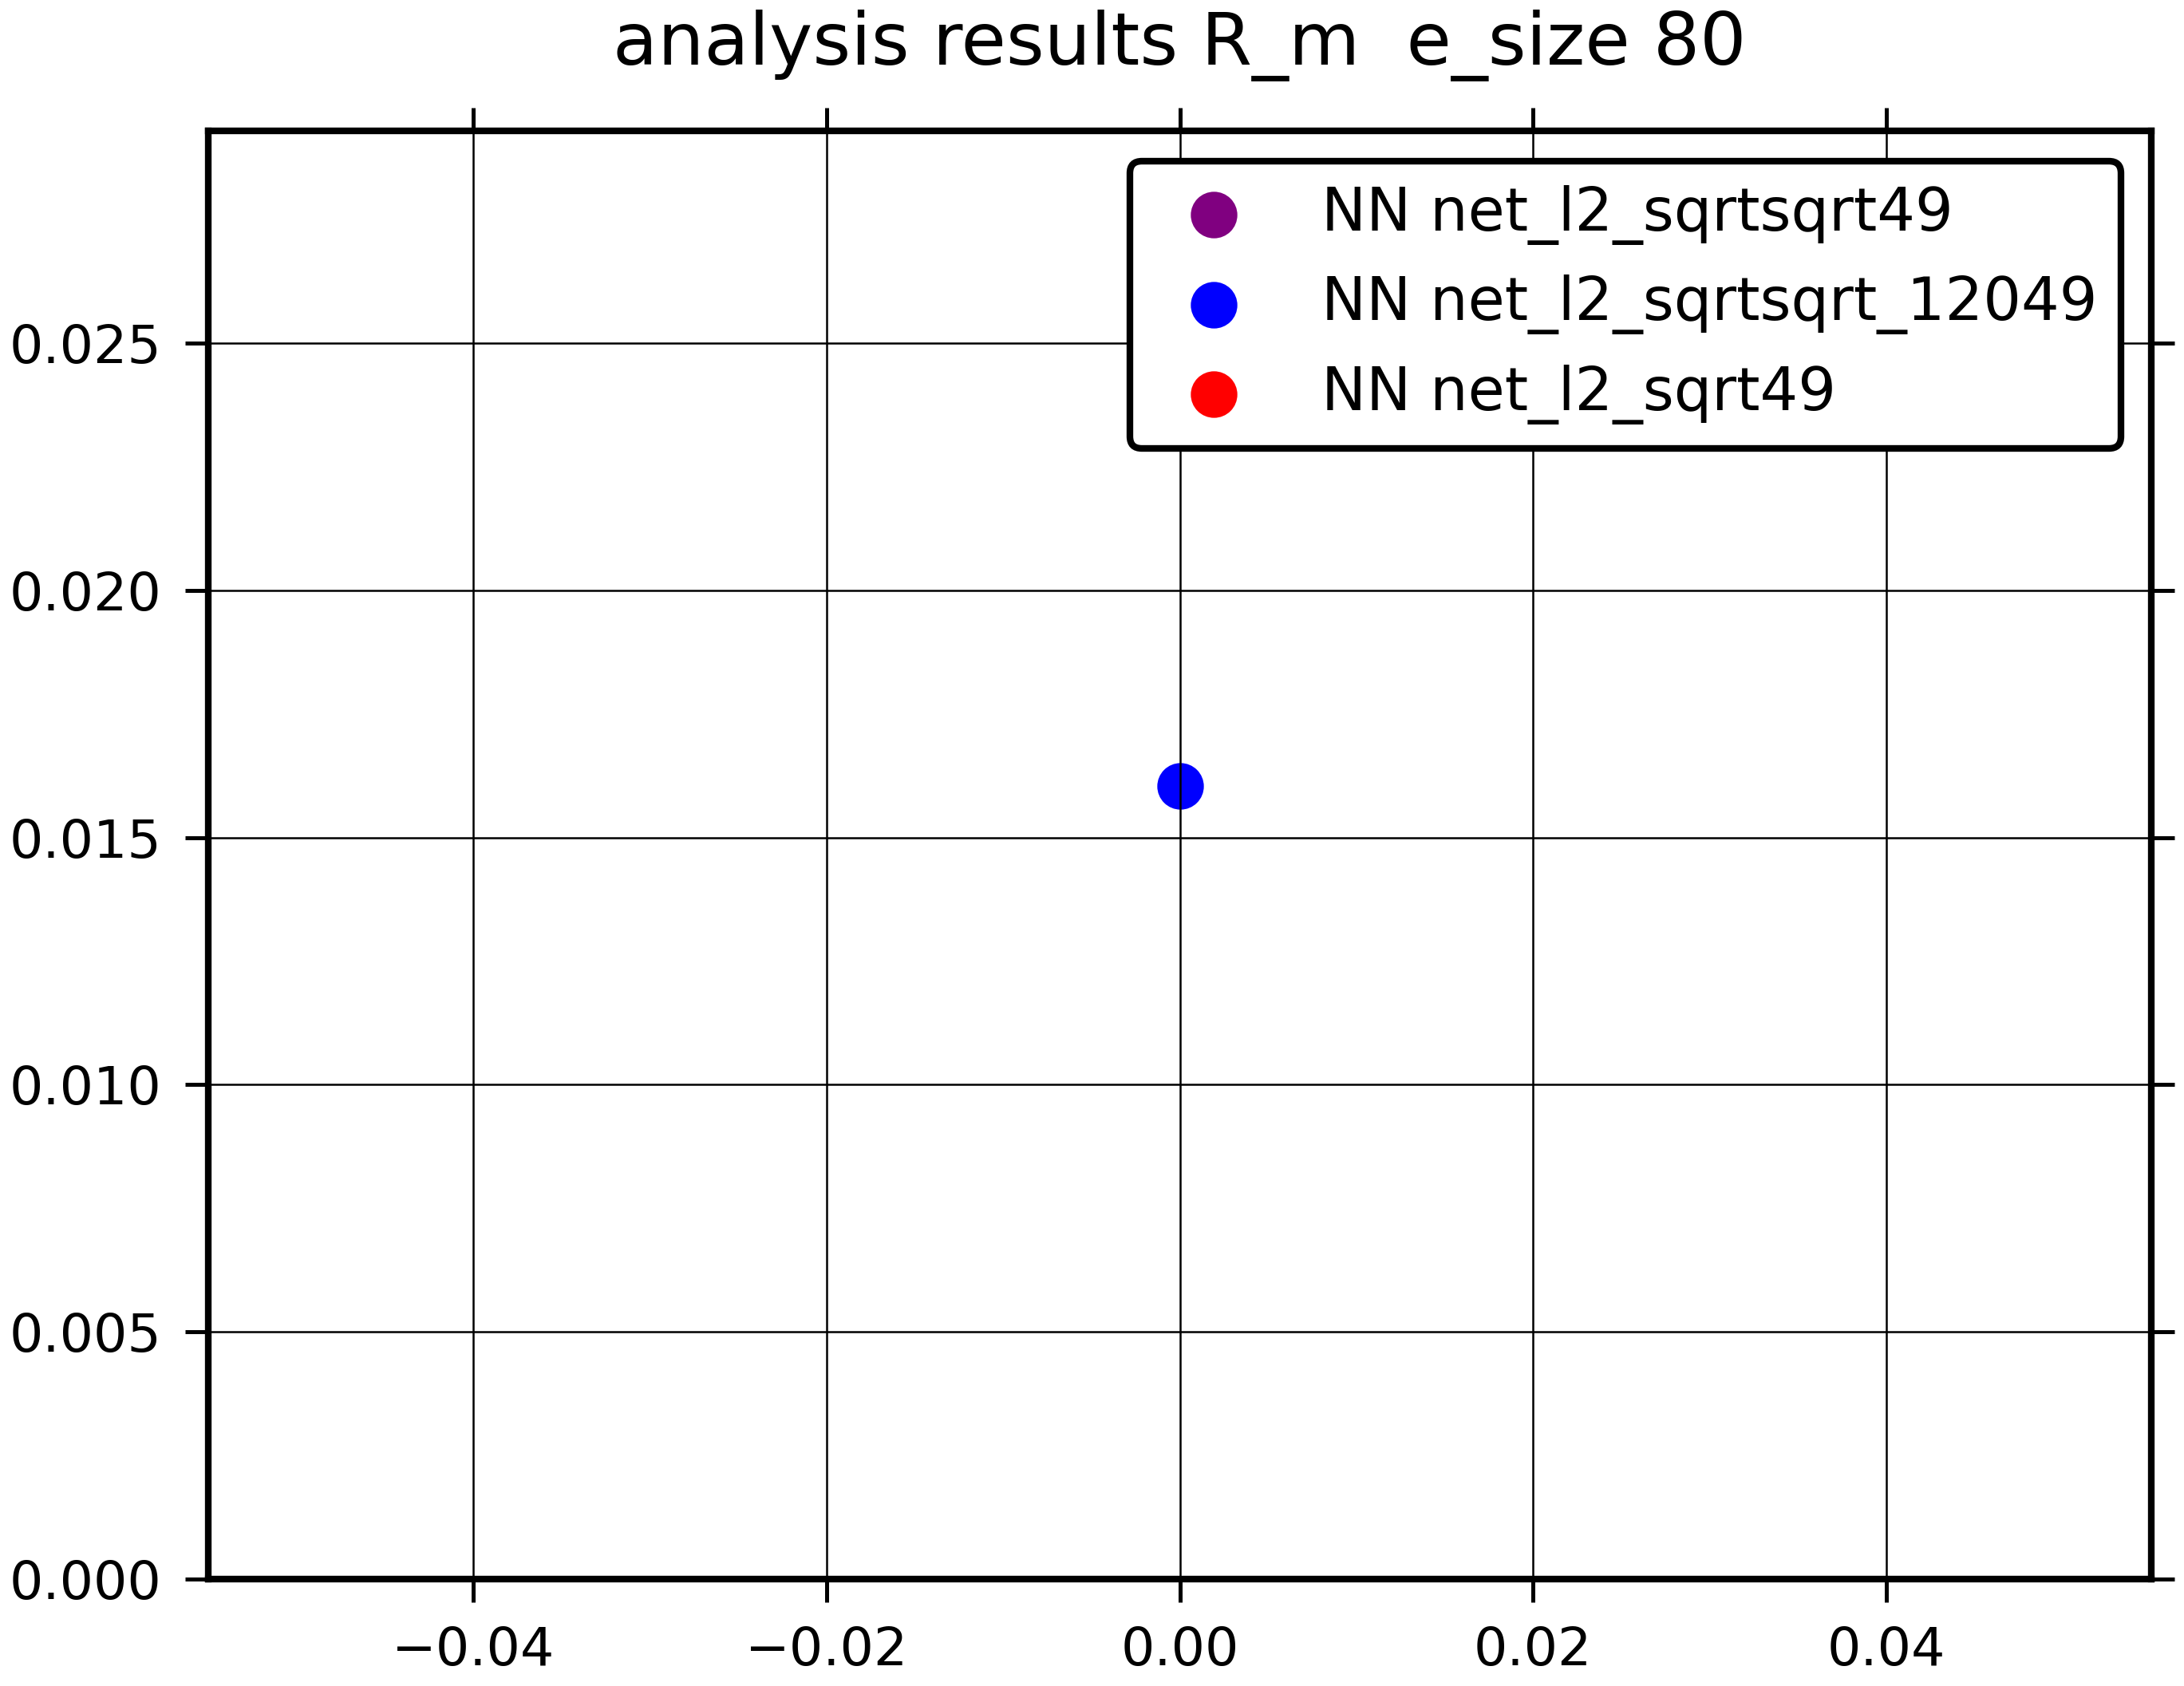 analysis results R_m  e_size 80
NN net_l2_sqrtsqrt49
NN net_l2_sqrtsqrt_12049
NN net_l2_sqrt49
0.025
0.020
0.015
0.010
0.005
0.000
−0.04 −0.02 0.00 0.02 0.04